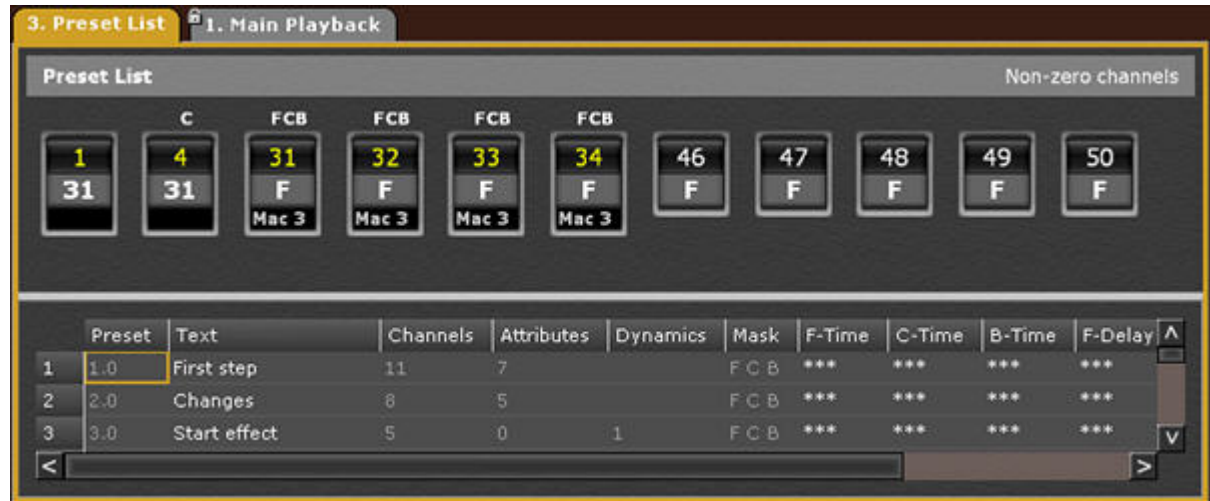 3. Preset List 1. Main Playback
Preset List Non-zero channels
C FCB FCB FCB FCB
1 4 31 32 33 34 46 47 48 49 50
31 31 F F F F F F F F F
Mac 3 Mac 3 Mac 3 Mac 3
Preset Text Channels Attributes Dynamics Mask F-Time C-Time B-Time F-Delay
1 1.0 First step 11 7 F C B *** *** *** ***
2 2.0 Changes 8 5 F C B *** *** *** ***
3 3.0 Start effect 5 0 1 F C B *** *** *** ***